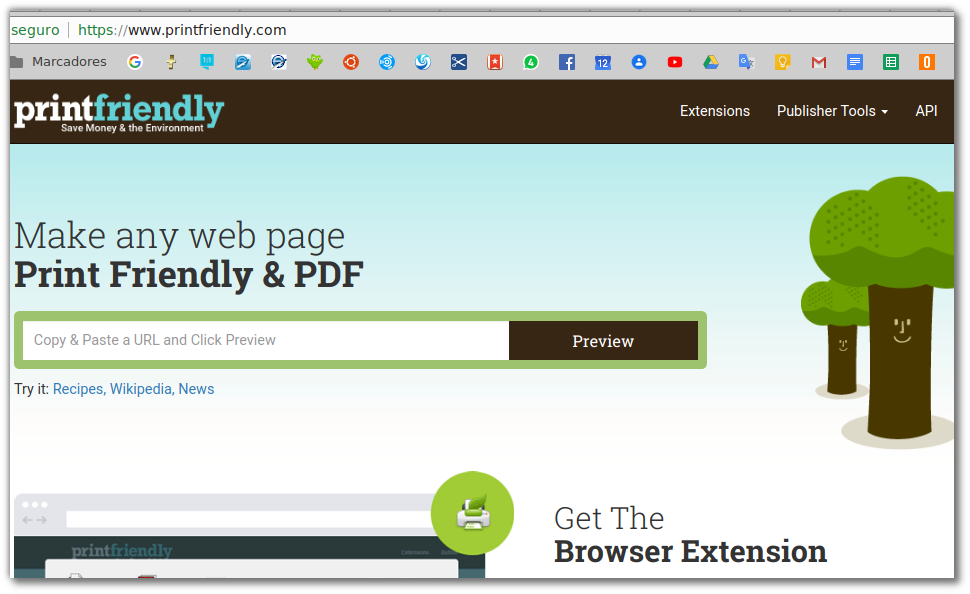 seguro | https://www.printfriendly.com
Marcadores
12
printfriendly
Save Money & the Environment
Extensions
Publisher Tools
API
Make any web page
Print Friendly & PDF
Copy & Paste a URL and Click Preview
Preview
Try it: Recipes, Wikipedia, News
Get The
Browser Extension
printfriendly
Extensions